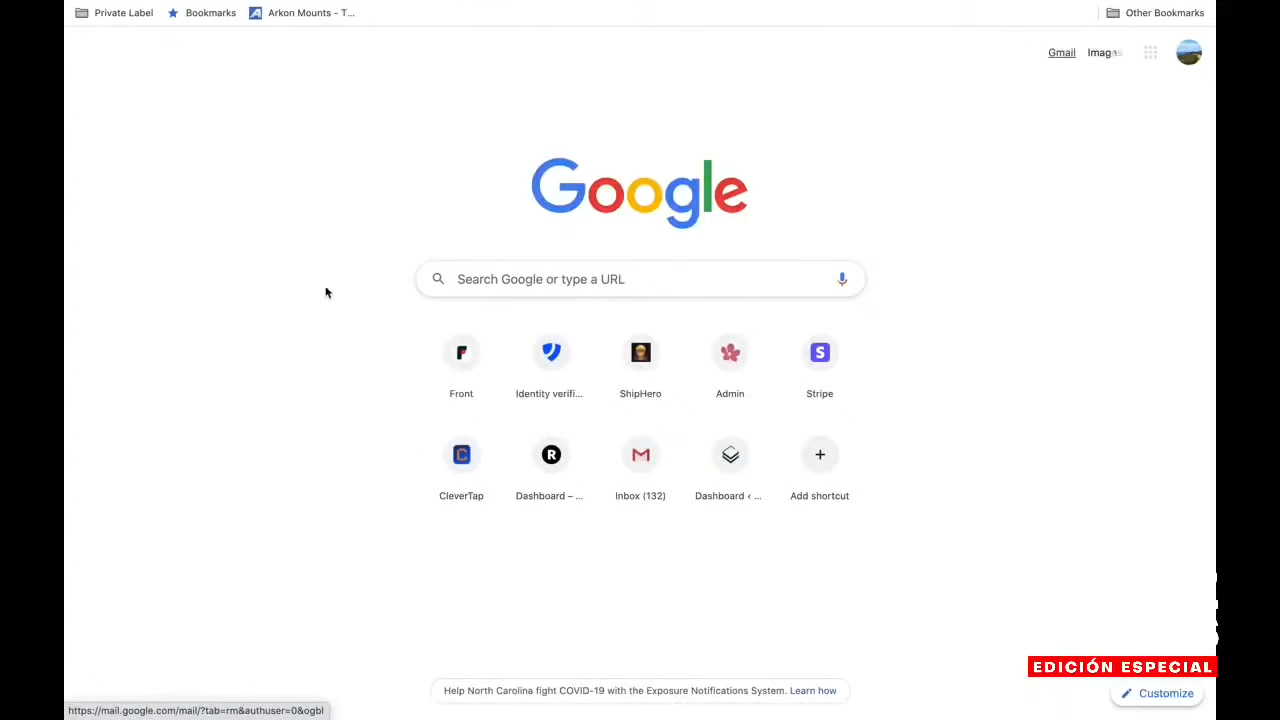 Private Label
Bookmarks
Arkon Mounts - T...
Other Bookmarks
Gmail
Images
Google
Search Google or type a URL
Front
Identity verifi...
ShipHero
Admin
Stripe
CleverTap
Dashboard – ...
Inbox (132)
Dashboard ‹ ...
Add shortcut
EDICIÓN ESPECIAL
Help North Carolina fight COVID-19 with the Exposure Notifications System. Learn how
Customize
https://mail.google.com/mail/?tab=rm&authuser=0&ogbl